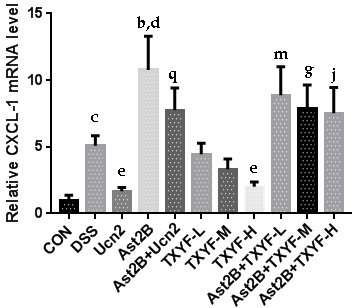 Relative CXCL-1 mRNA level
15
10
5
0
c
e
b,d
q
e
m
g
j
CON
DSS
Ucn2
Ast2B
Ast2B+Ucn2
TXYF-L
TXYF-M
TXYF-H
Ast2B+TXYF-L
Ast2B+TXYF-M
Ast2B+TXYF-H